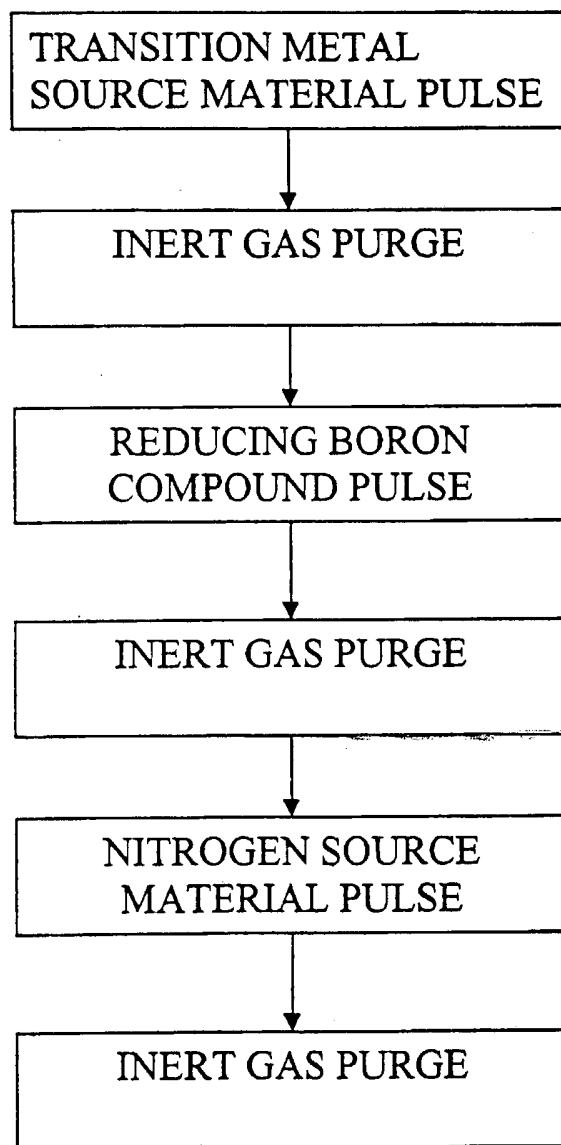 TRANSITION METAL
SOURCE MATERIAL PULSE
INERT GAS PURGE
REDUCING BORON
COMPOUND PULSE
INERT GAS PURGE
NITROGEN SOURCE
MATERIAL PULSE
INERT GAS PURGE